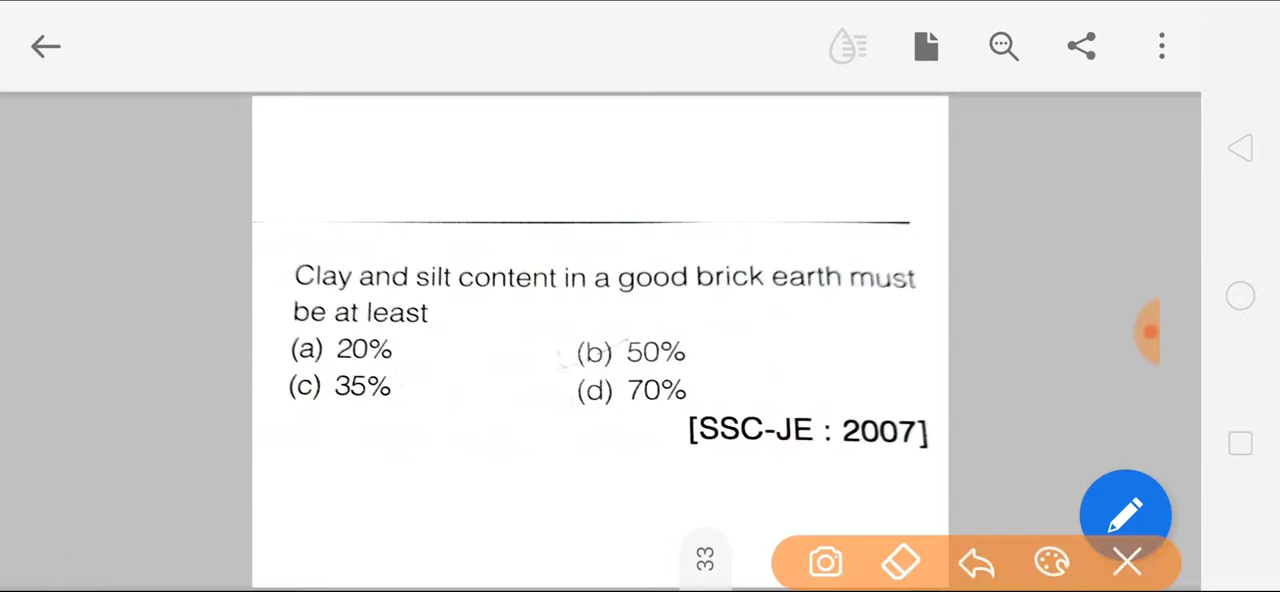 Clay and silt content in a good brick earth must
be at least
(a) 20% (b) 50%
(c) 35% (d) 70%
[SSC-JE : 2007]
33